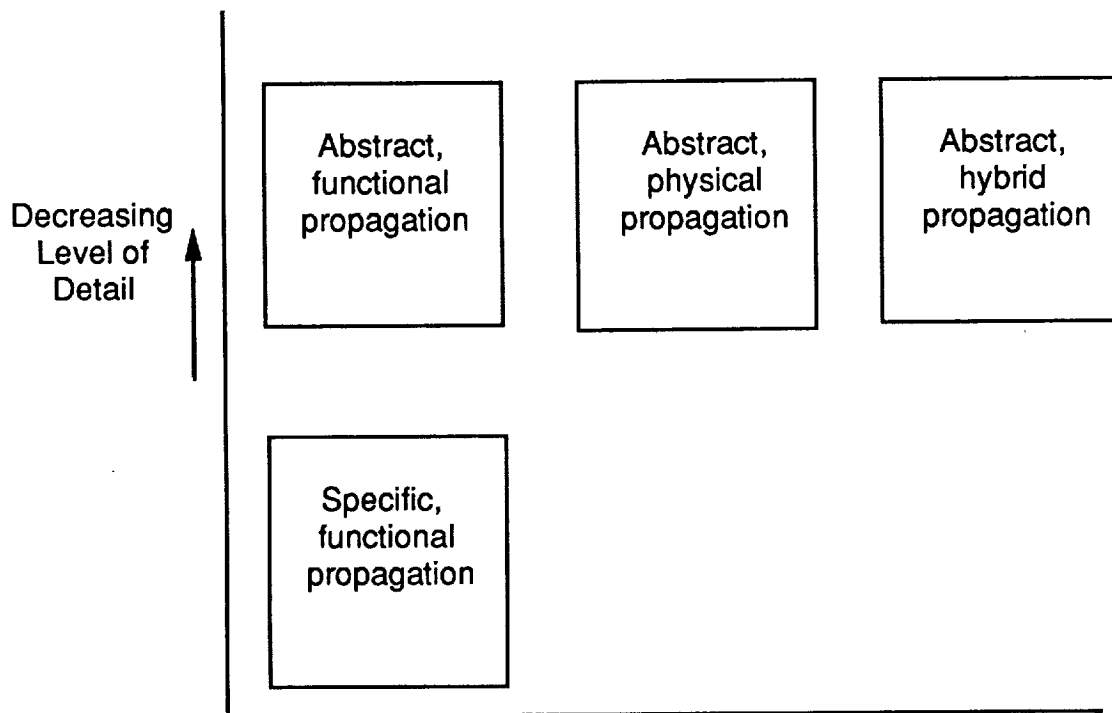 Decreasing
Level of
Detail
Abstract,
functional
propagation
Abstract,
physical
propagation
Abstract,
hybrid
propagation
Specific,
functional
propagation